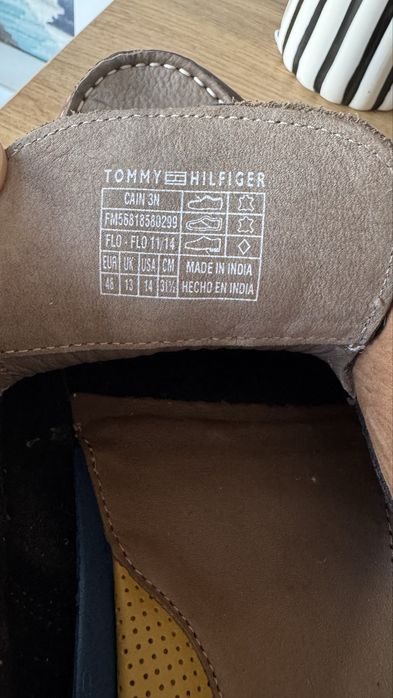 TOMMY HILFIGER
CAIN 3N
FM56818580299
FLO - FLO 11/14
EUR UK USA CM MADE IN INDIA
48 13 14 31½ HECHO EN INDIA